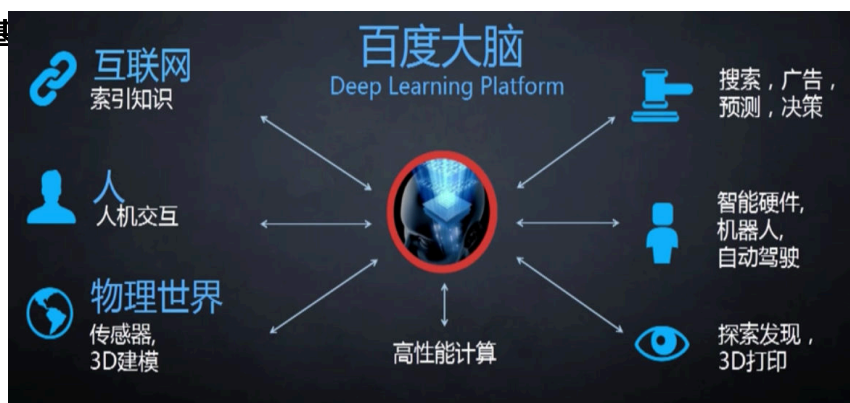 百度大脑
Deep Learning Platform
互联网
索引知识
人
人机交互
物理世界
传感器,
3D建模
高性能计算
搜索，广告，
预测，决策
智能硬件,
机器人,
自动驾驶
探索发现，
3D打印